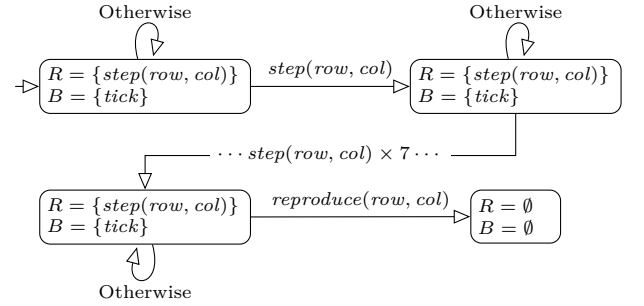 Otherwise
Otherwise
R = {step(row, col)}
B = {tick}
step(row, col)
R = {step(row, col)}
B = {tick}
··· step(row, col) × 7 ···
R = {step(row, col)}
B = {tick}
reproduce(row, col)
R = ∅
B = ∅
Otherwise